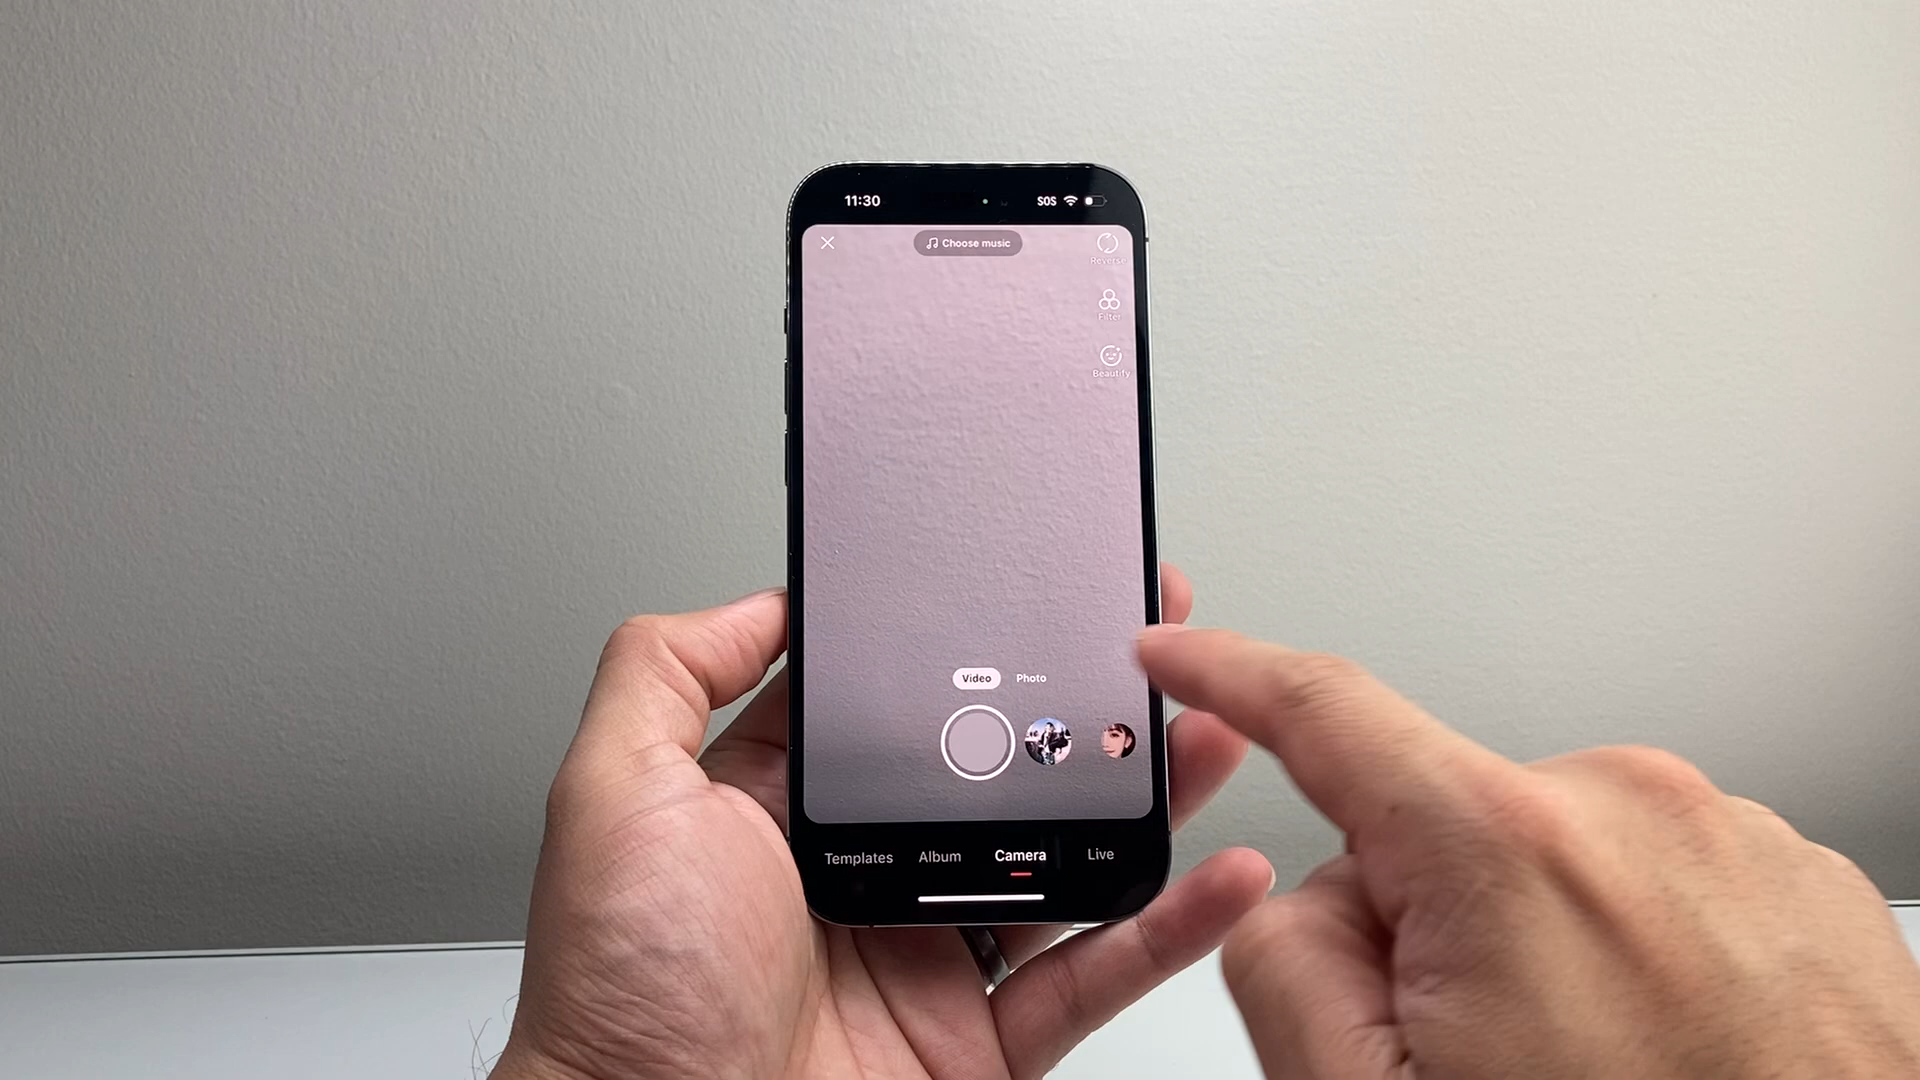 11:30
SOS
Choose music
Reverse
Filter
Beautify
Video Photo
Templates Album Camera Live